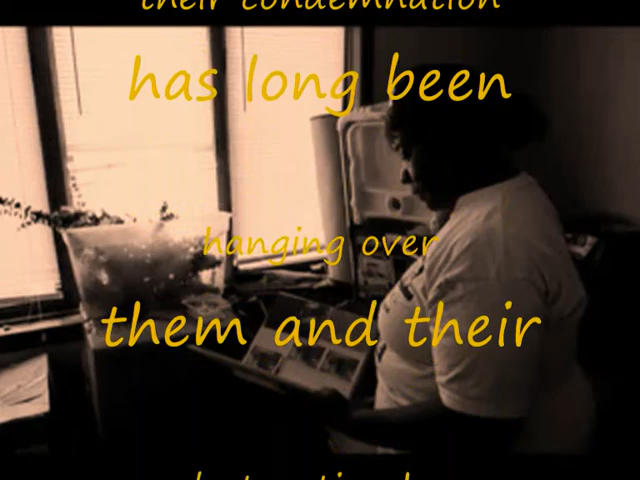 their condemnation
has long been
hanging over
them and their